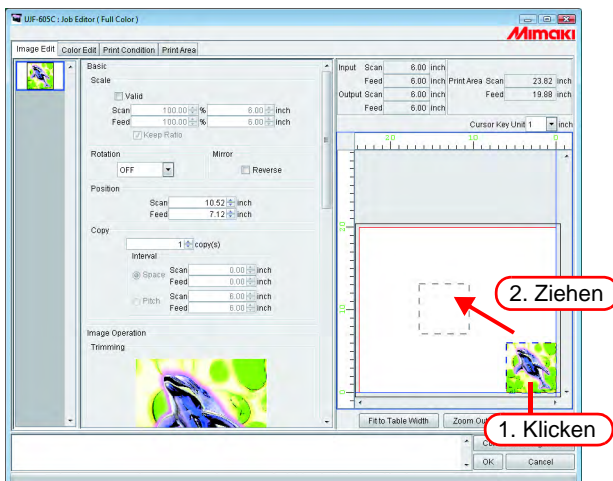 UJF-605C : Job Editor ( Full Color )
Mimaki
Image Edit Color Edit Print Condition Print Area
Basic
Scale
Valid
Scan 100.00 % 6.00 inch
Feed 100.00 % 6.00 inch
Keep Ratio
Rotation Mirror
OFF Reverse
Position
Scan 10.52 inch
Feed 7.12 inch
Copy
1 copy(s)
Interval
Space Scan 0.00 inch
Feed 0.00 inch
Pitch Scan 6.00 inch
Feed 6.00 inch
Image Operation
Trimming
Input Scan 6.00 inch
Feed 6.00 inch Print Area Scan 23.82 inch
Output Scan 6.00 inch Feed 19.88 inch
Feed 6.00 inch
Cursor Key Unit 1 inch
20 10 0
20
10
0
2. Ziehen
1. Klicken
Fit to Table Width Zoom Ou
OK Cancel